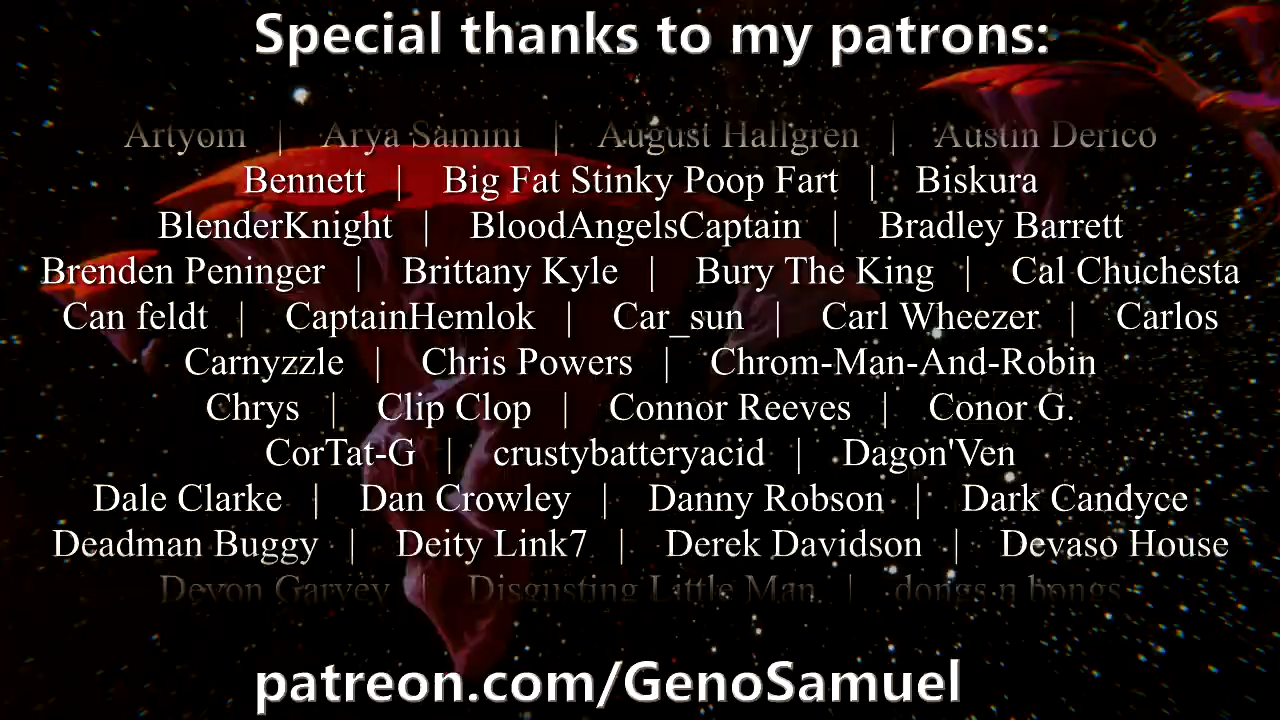 Special thanks to my patrons:
Artyom | Arya Samini | August Hallgren | Austin Derico
Bennett | Big Fat Stinky Poop Fart | Biskura
BlenderKnight | BloodAngelsCaptain | Bradley Barrett
Brenden Peninger | Brittany Kyle | Bury The King | Cal Chuchesta
Can feldt | CaptainHemlok | Car_sun | Carl Wheezer | Carlos
Carnyzzle | Chris Powers | Chrom-Man-And-Robin
Chrys | Clip Clop | Connor Reeves | Conor G.
CorTat-G | crustybatteryacid | Dagon'Ven
Dale Clarke | Dan Crowley | Danny Robson | Dark Candyce
Deadman Buggy | Deity Link7 | Derek Davidson | Devaso House
Devon Garvey | Disgusting Little Man | dongs n bongs
patreon.com/GenoSamuel